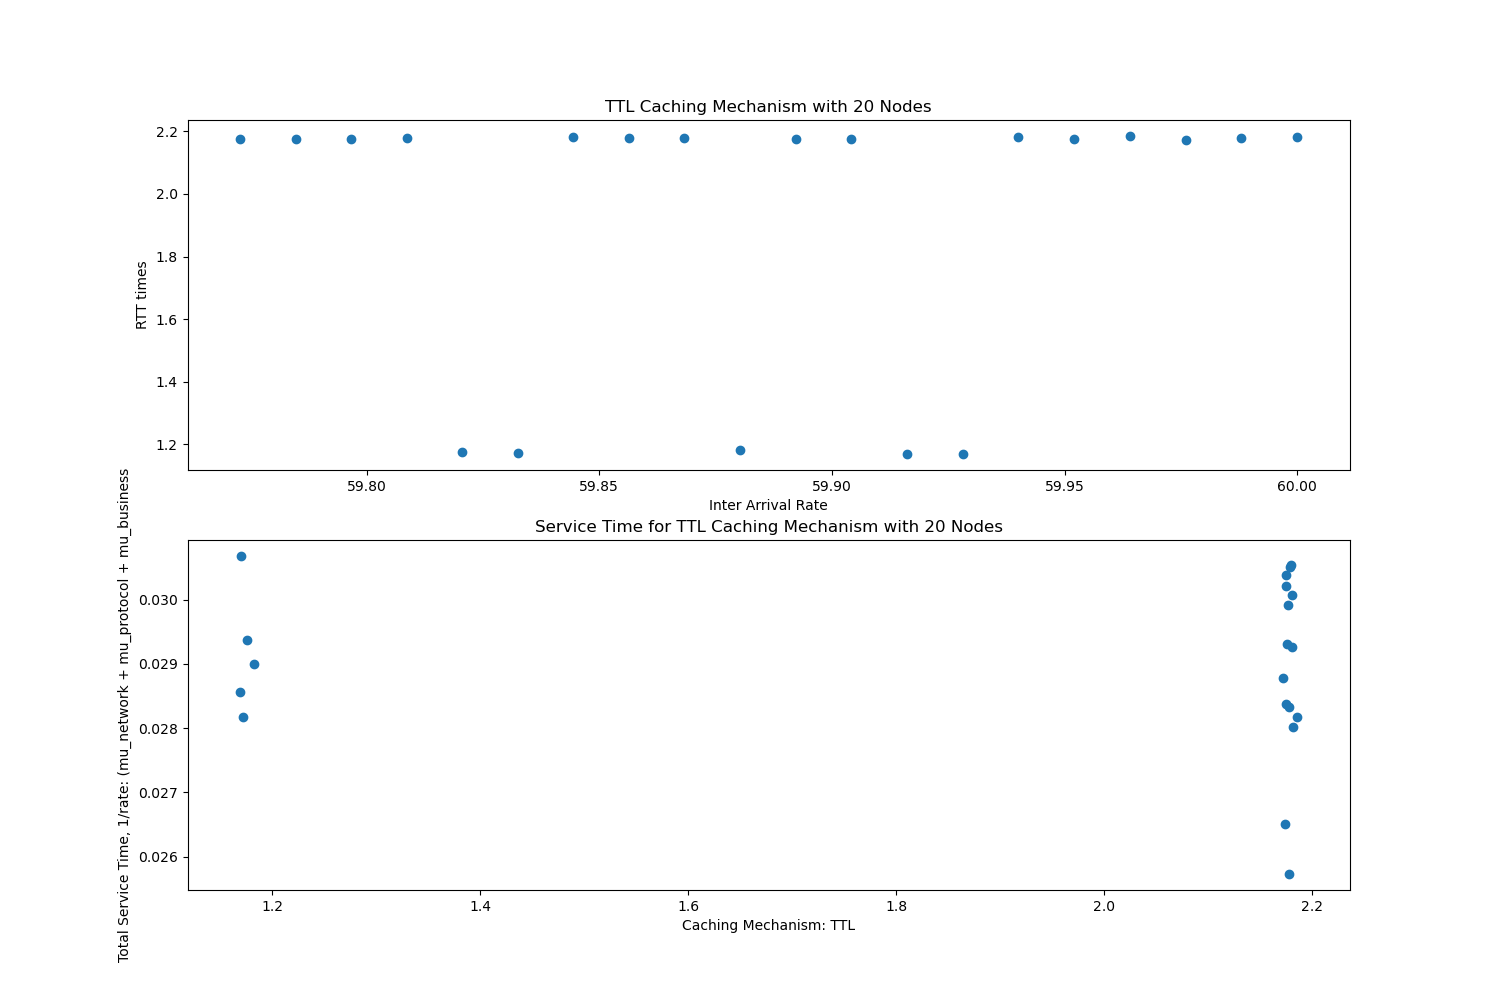 TTL Caching Mechanism with 20 Nodes
2.2
2.0
1.8
1.6
1.4
1.2
RTT times
59.80 59.85 59.90 59.95 60.00
Inter Arrival Rate
Service Time for TTL Caching Mechanism with 20 Nodes
0.030
0.029
0.028
0.027
0.026
Total Service Time, 1/rate: (mu_network + mu_protocol + mu_business
1.2 1.4 1.6 1.8 2.0 2.2
Caching Mechanism: TTL